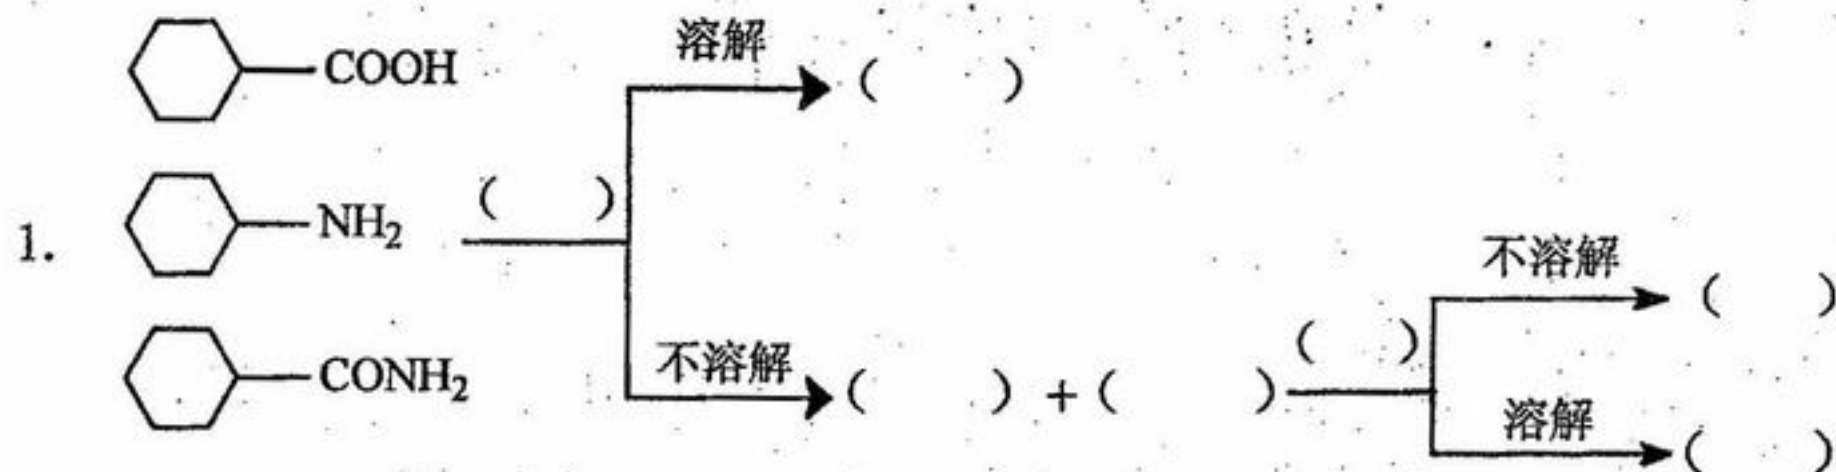 溶解
COOH
(    )
(    )
1.
NH₂
不溶解
(    )
(    )
不溶解
CONH₂
(    ) + (    )
溶解
(    )